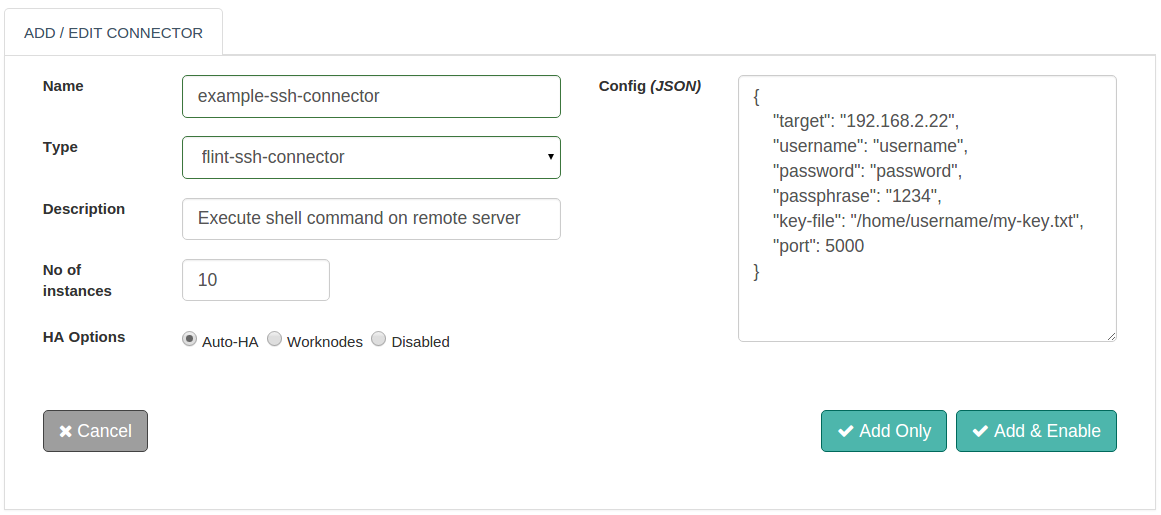 ADD / EDIT CONNECTOR
Name
example-ssh-connector
Type
flint-ssh-connector
Description
Execute shell command on remote server
No of
instances
10
HA Options
Auto-HA
Worknodes
Disabled
Config (JSON)
{
"target": "192.168.2.22",
"username": "username",
"password": "password",
"passphrase": "1234",
"key-file": "/home/username/my-key.txt",
"port": 5000
}
Cancel
Add Only
Add & Enable